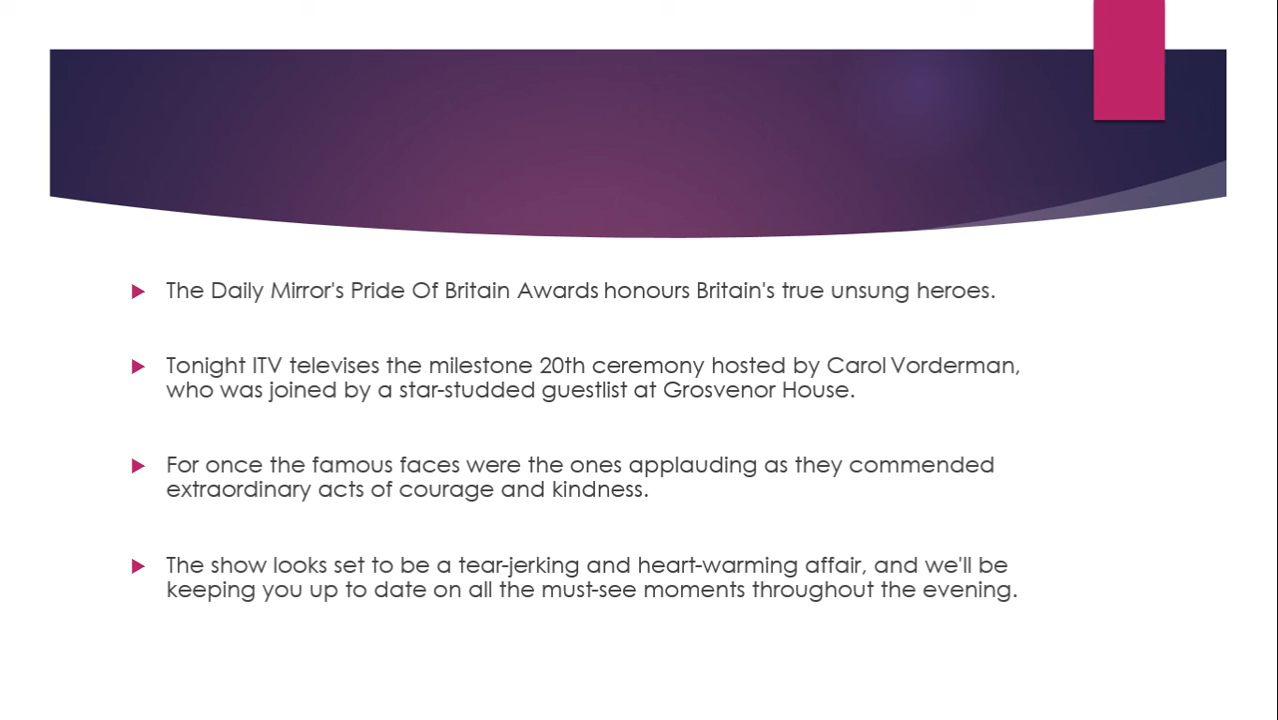 The Daily Mirror's Pride Of Britain Awards honours Britain's true unsung heroes.
Tonight ITV televises the milestone 20th ceremony hosted by Carol Vorderman,
who was joined by a star-studded guestlist at Grosvenor House.
For once the famous faces were the ones applauding as they commended
extraordinary acts of courage and kindness.
The show looks set to be a tear-jerking and heart-warming affair, and we'll be
keeping you up to date on all the must-see moments throughout the evening.